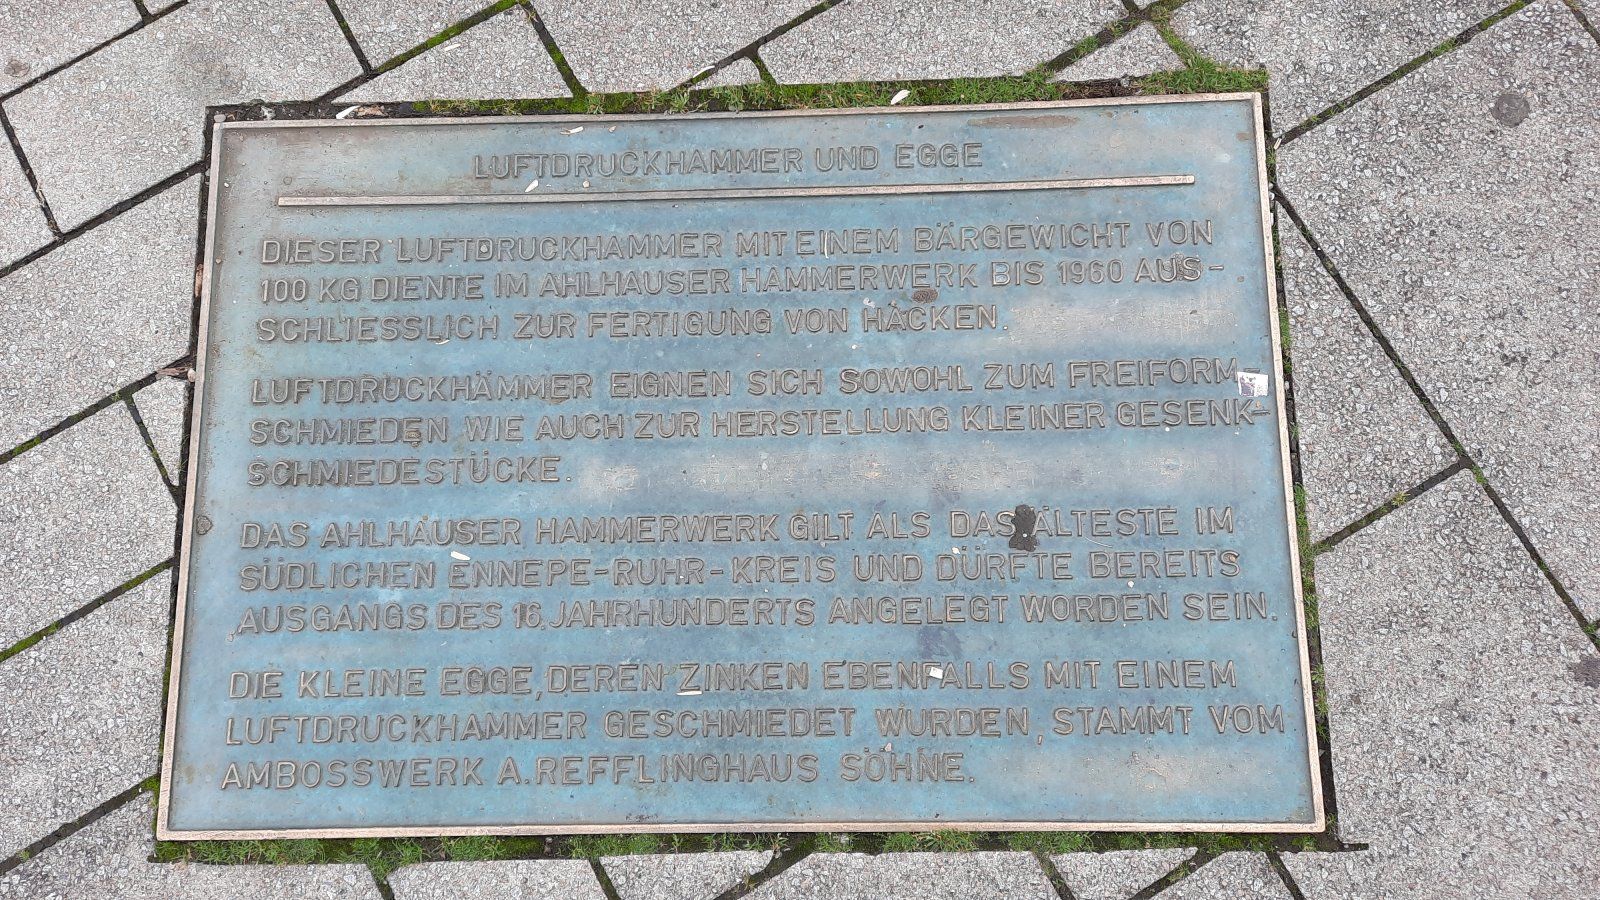 LUFTDRUCKHAMMER UND EGGE
DIESER LUFTDRUCKHAMMER MIT EINEM BÄRGEWICHT VON
100 KG DIENTE IM AHLHAUSER HAMMERWERK BIS 1960 AUS-
SCHLIESSLICH ZUR FERTIGUNG VON HACKEN.
LUFTDRUCKHÄMMER EIGNEN SICH SOWOHL ZUM FREIFORM-
SCHMIEDEN WIE AUCH ZUR HERSTELLUNG KLEINER GESENK-
SCHMIEDESTÜCKE.
DAS AHLHAUSER HAMMERWERK GILT ALS DAS ÄLTESTE IM
SÜDLICHEN ENNEPE-RUHR-KREIS UND DÜRFTE BEREITS
AUSGANGS DES 16. JAHRHUNDERTS ANGELEGT WORDEN SEIN.
DIE KLEINE EGGE, DEREN ZINKEN EBENFALLS MIT EINEM
LUFTDRUCKHAMMER GESCHMIEDET WURDEN, STAMMT VOM
AMBOSSWERK A. REFFLINGHAUS SÖHNE.